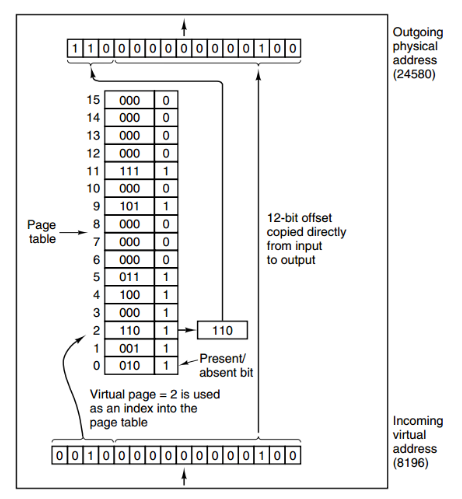 Outgoing
physical
address
(24580)
1 1 0 0 0 0 0 0 0 0 0 0 1 0 0
15 000 0
14 000 0
13 000 0
12 000 0
11 111 1
10 000 0
9 101 1
8 000 0
7 000 0
6 000 0
5 011 1
4 100 1
3 000 1
2 110 1 110
1 001 1
0 010 1
Page
table
12-bit offset
copied directly
from input
to output
Present/
absent bit
Virtual page = 2 is used
as an index into the
page table
0 0 1 0 0 0 0 0 0 0 0 0 0 1 0 0
Incoming
virtual
address
(8196)